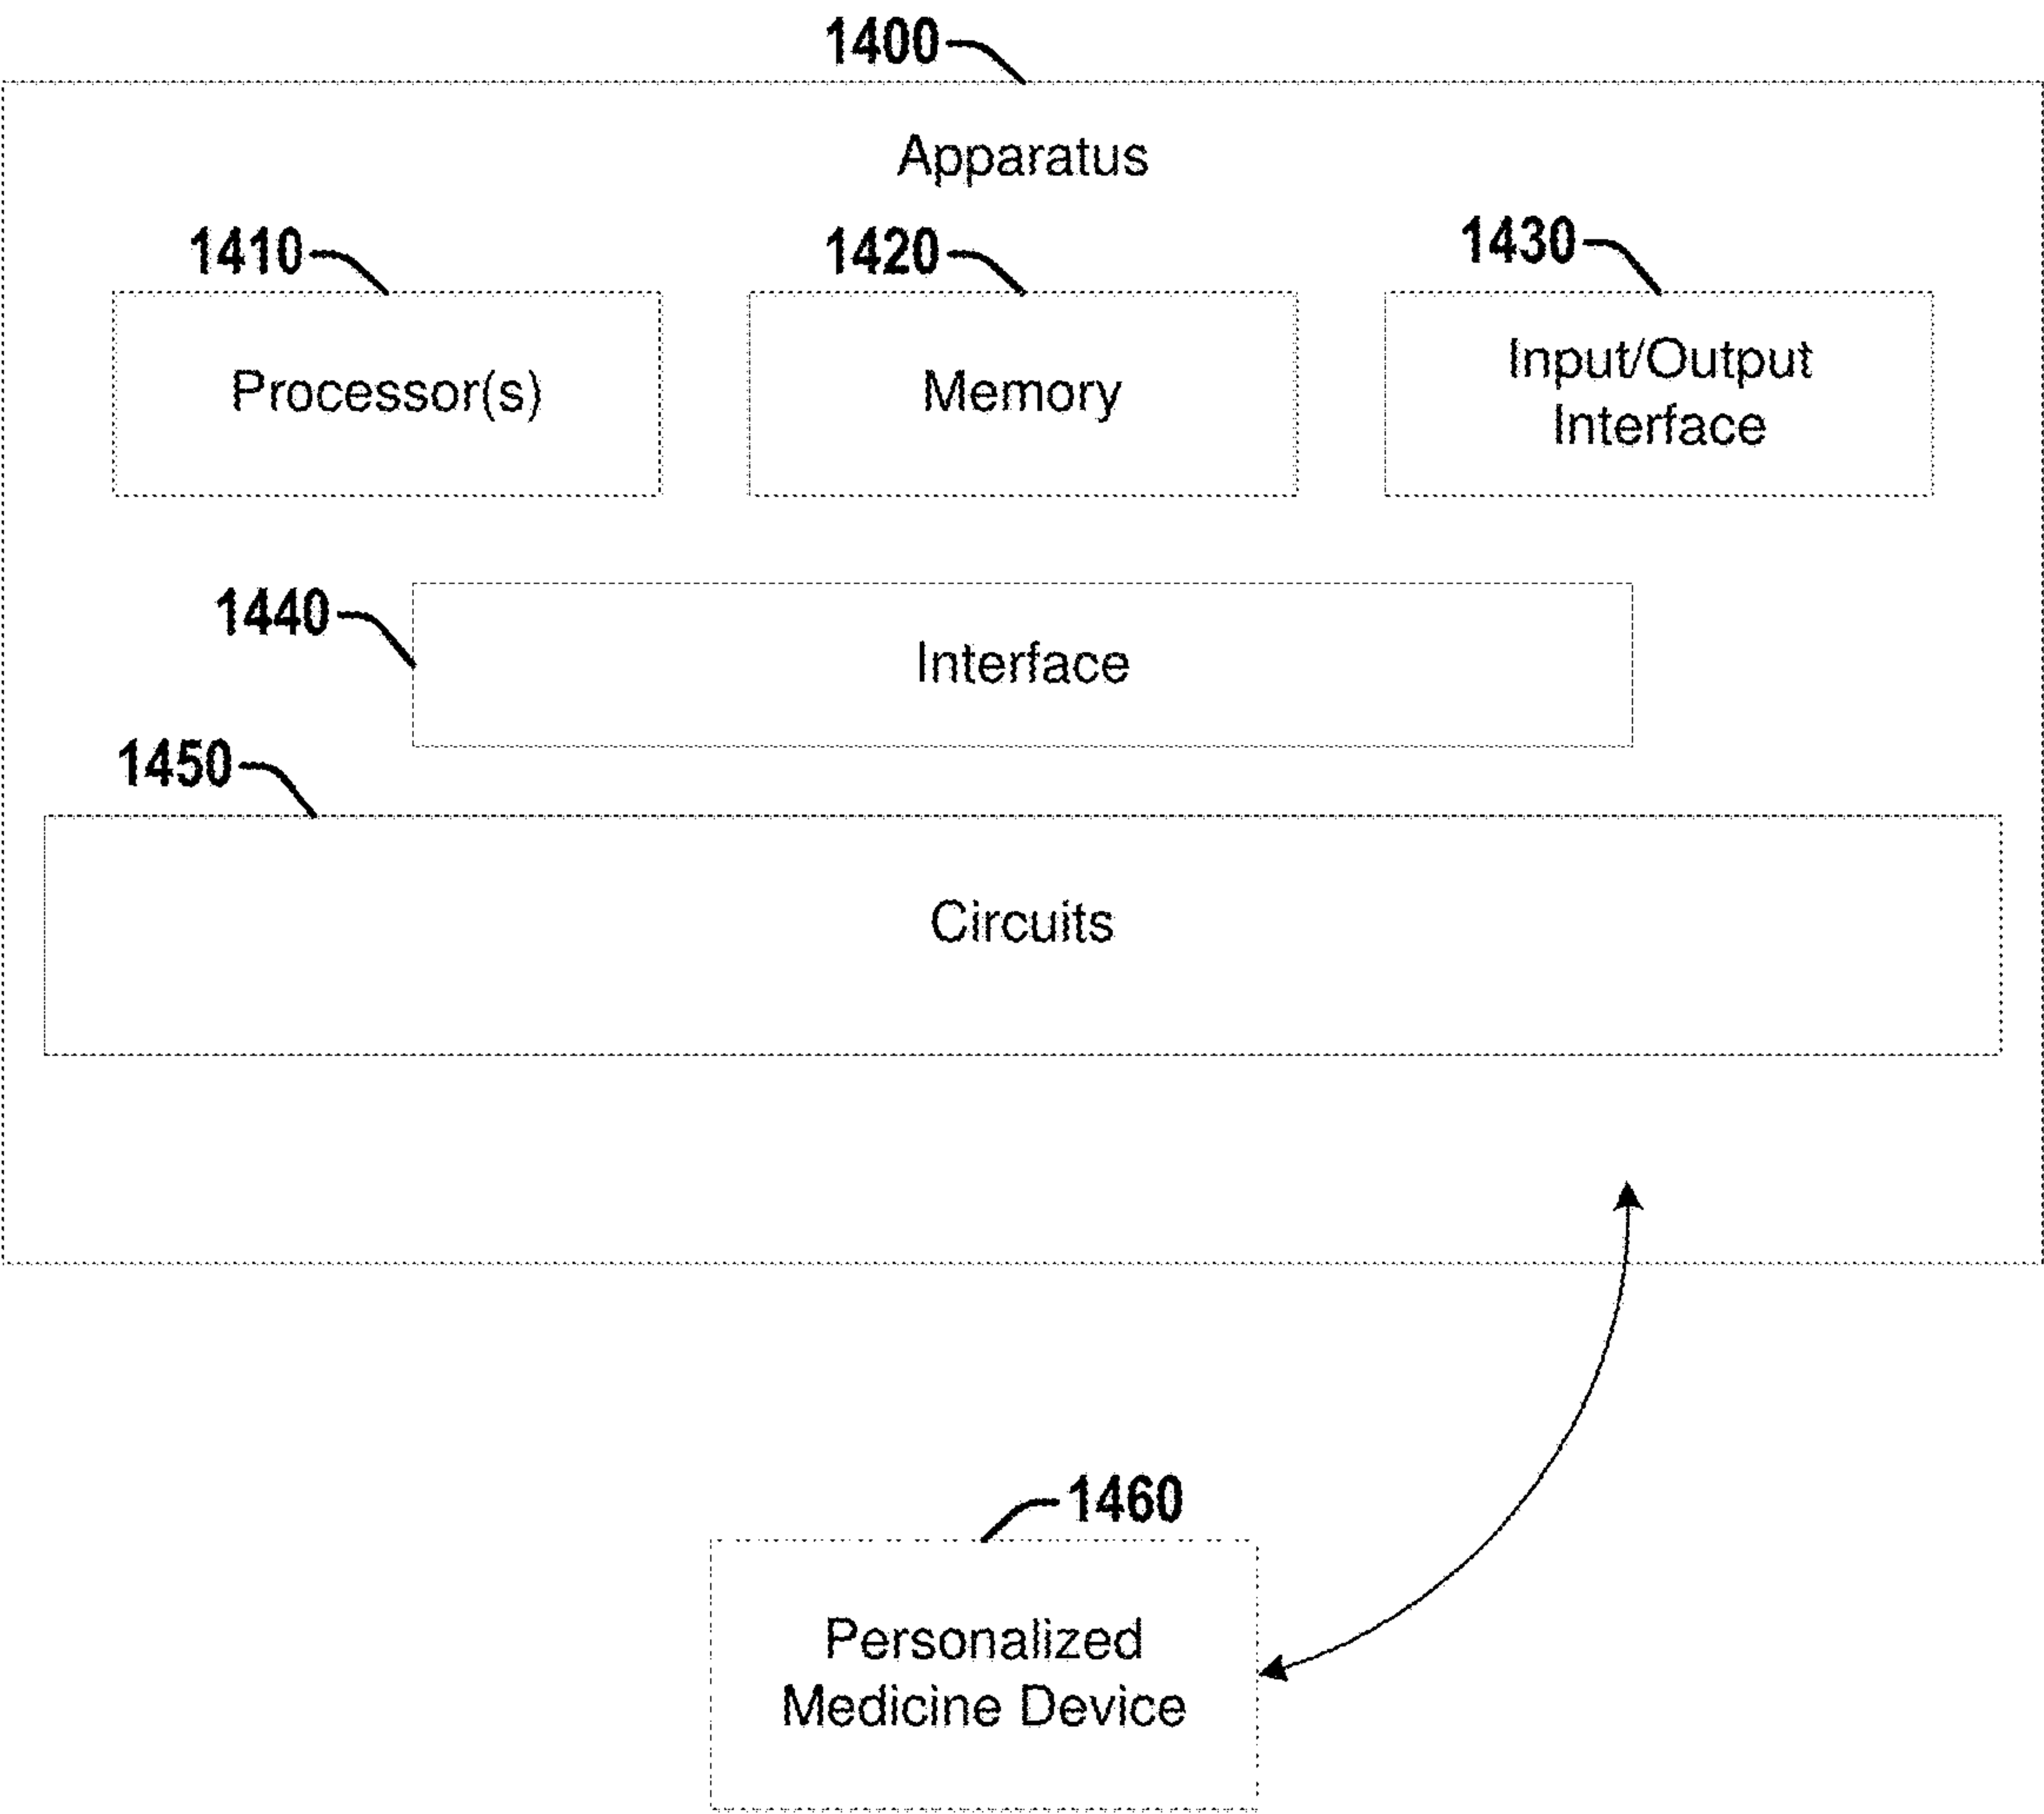 1400
Apparatus
1410
1420
1430
Processor(s)
Memory
Input/Output
Interface
1440
Interface
1450
Circuits
1460
Personalized
Medicine Device